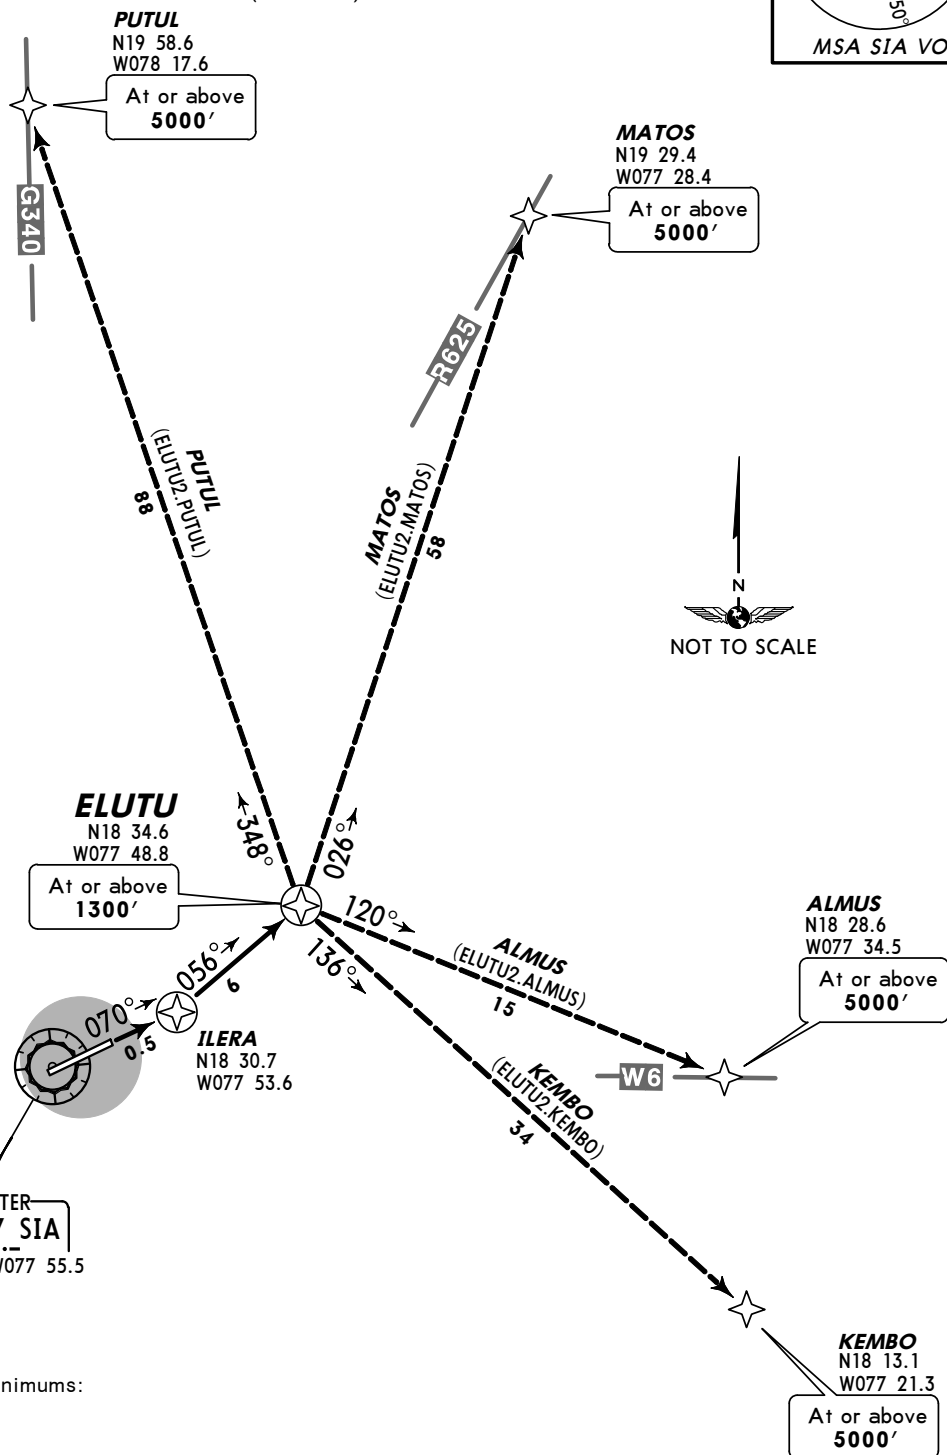 PUTUL
N19 58.6
W078 17.6
At or above
5000′
50°
MSA SIA VO
MATOS
N19 29.4
W077 28.4
At or above
5000′
G340
R625
PUTUL
(ELUTU2.PUTUL)
88
MATOS
(ELUTU2.MATOS)
58
N
NOT TO SCALE
ELUTU
N18 34.6
W077 48.8
At or above
1300′
348°
026°
120°
136°
056°
6
070°
0.5
ILERA
N18 30.7
W077 53.6
ALMUS
(ELUTU2.ALMUS)
15
ALMUS
N18 28.6
W077 34.5
At or above
5000′
W6
KEMBO
(ELUTU2.KEMBO)
34
TER
SIA
W077 55.5
KEMBO
N18 13.1
W077 21.3
At or above
5000′
nimums: